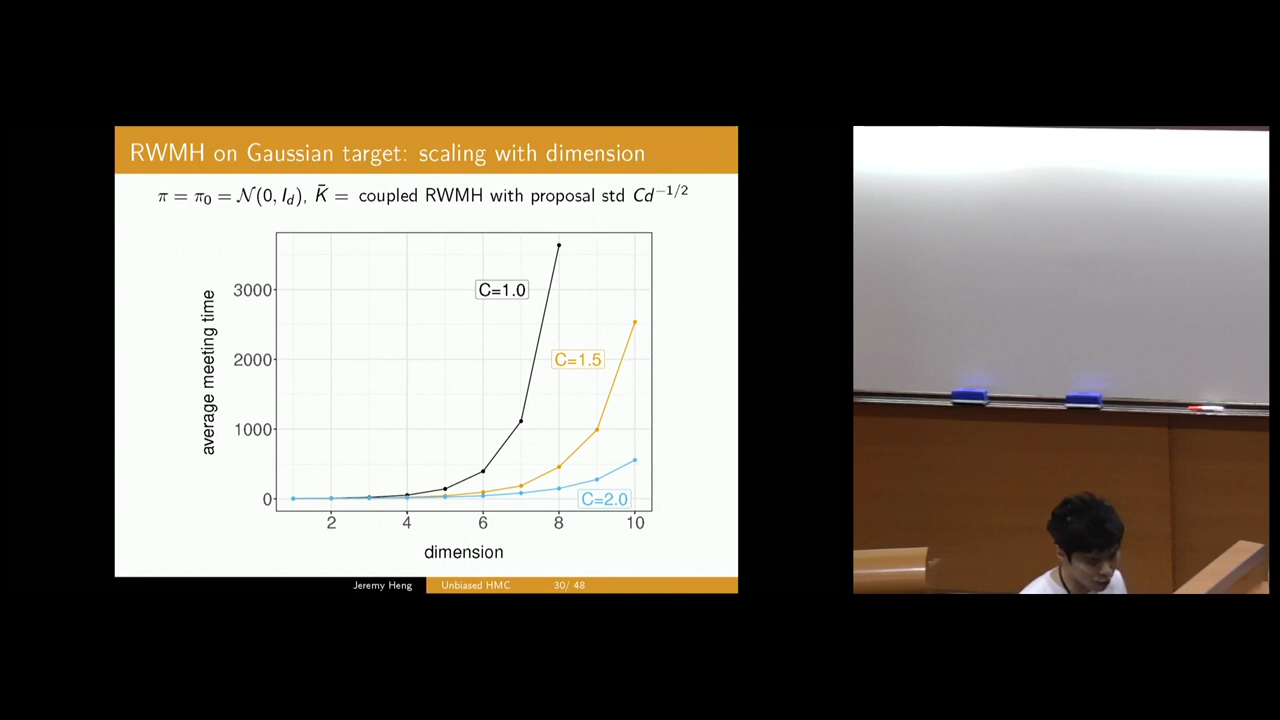 RWMH on Gaussian target: scaling with dimension
π = π₀ = 𝒩(0, I_d), K̄ = coupled RWMH with proposal std Cd^{−1/2}
3000
2000
1000
0
average meeting time
C=1.0
C=1.5
C=2.0
2 4 6 8 10
dimension
Jeremy Heng Unbiased HMC 30/ 48